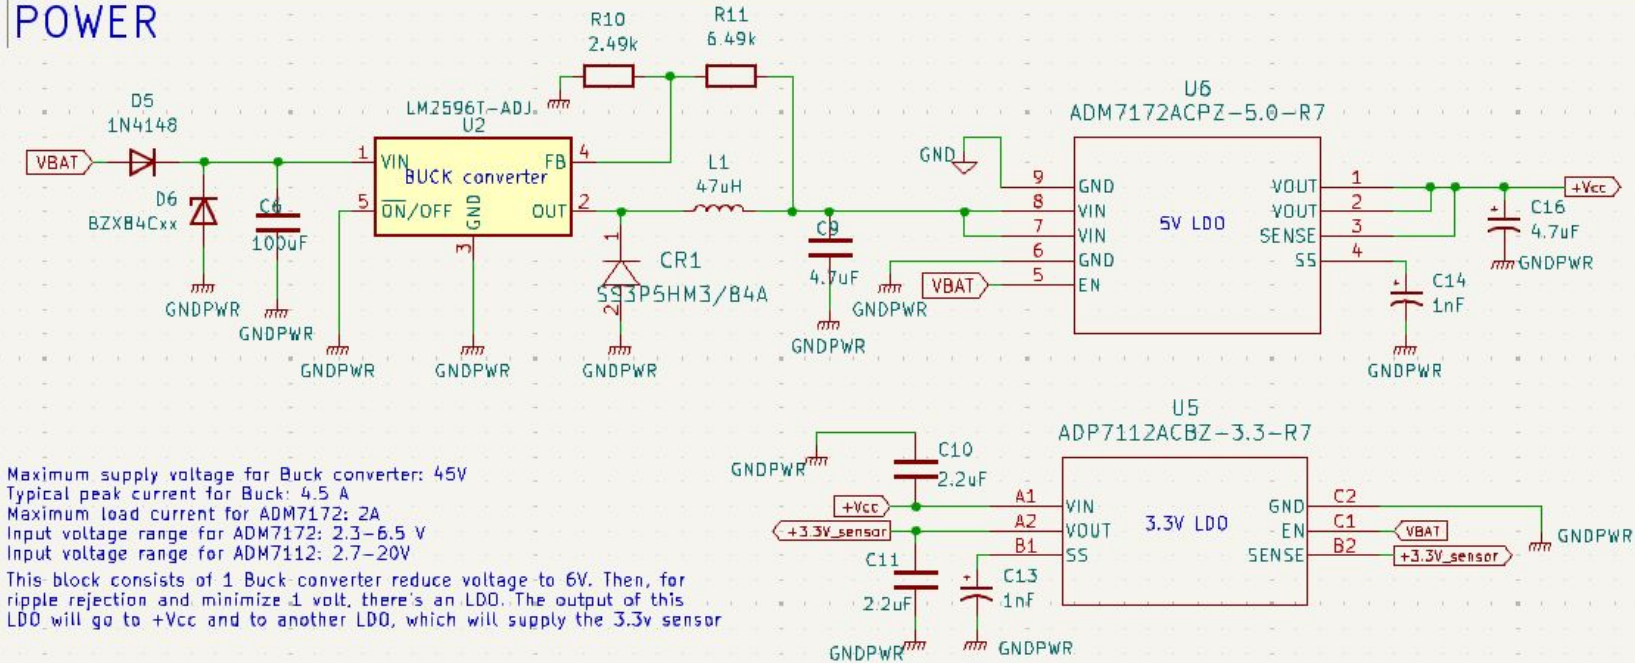 POWER
R10
2.49k
R11
6.49k
D5
1N4148
LM2596T-ADJ
U2
VBAT
1
VIN
FB
4
BUCK converter
5
ON/OFF
GND
OUT
2
3
D6
BZX84Cxx
C6
100uF
GNDPWR
GNDPWR
GNDPWR
GNDPWR
L1
47uH
1
CR1
SS3P5HM3/84A
2
GNDPWR
C9
4.7uF
GNDPWR
U6
ADM7172ACPZ-5.0-R7
GND
9
GND
8
VIN
7
VIN
6
GND
5
EN
VBAT
GNDPWR
5V LDO
VOUT
1
VOUT
2
SENSE
3
SS
4
+Vcc
+
C16
4.7uF
GNDPWR
+
C14
1nF
GNDPWR
U5
ADP7112ACBZ-3.3-R7
GNDPWR
C10
2.2uF
+Vcc
A1
VIN
+3.3V_sensor
A2
VOUT
B1
SS
3.3V LDO
GND
C2
EN
C1
VBAT
SENSE
B2
+3.3V_sensor
GNDPWR
C11
2.2uF
GNDPWR
+
C13
1nF
GNDPWR
Maximum supply voltage for Buck converter: 45V
Typical peak current for Buck: 4.5 A
Maximum load current for ADM7172: 2A
Input voltage range for ADM7172: 2.3-6.5 V
Input voltage range for ADM7112: 2.7-20V
This block consists of 1 Buck converter reduce voltage to 6V. Then, for
ripple rejection and minimize 1 volt, there's an LDO. The output of this
LDO will go to +Vcc and to another LDO, which will supply the 3.3v sensor